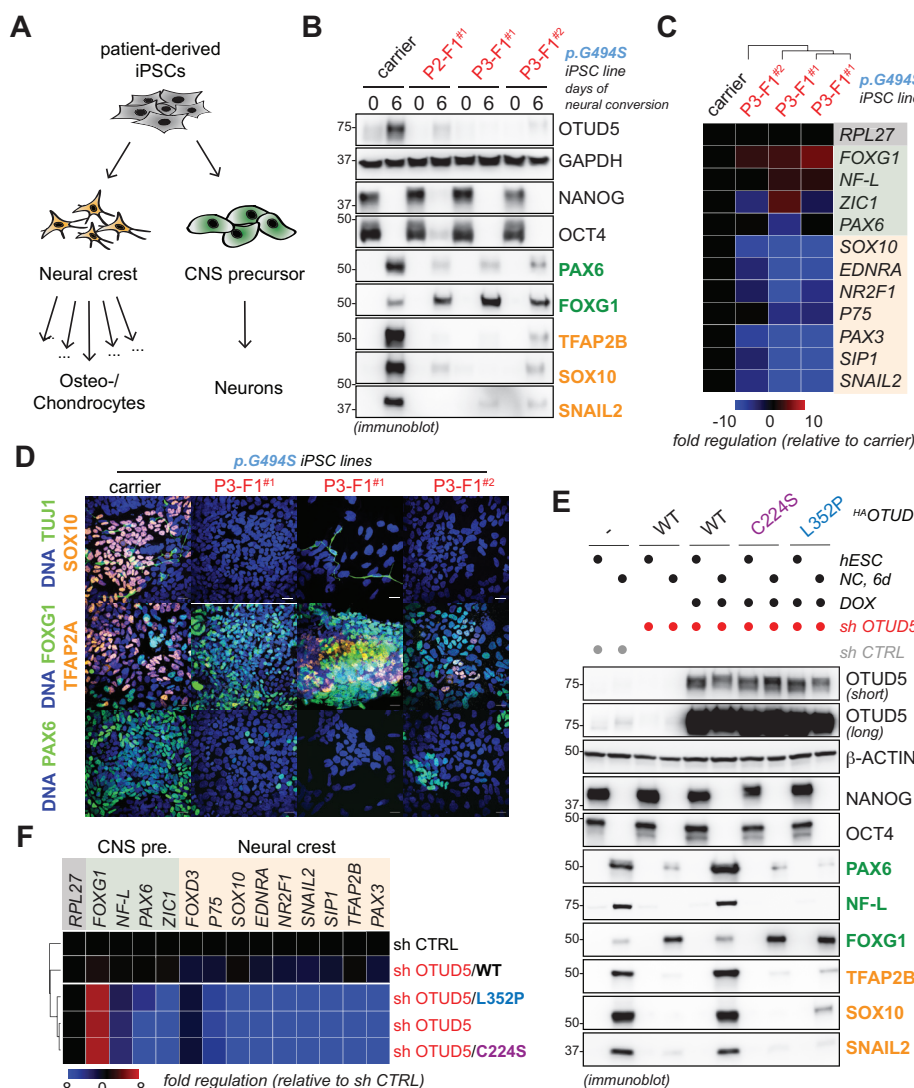 A
patient-derived
iPSCs
Neural crest
CNS precursor
... ... ... ...
Osteo-/
Chondrocytes
Neurons
B
carrier
P2-F1#1
P3-F1#1
P3-F1#2
p.G494S
iPSC line
days of
neural conversion
0 6 0 6 0 6 0 6
75
OTUD5
37
GAPDH
37
NANOG
50
OCT4
50
PAX6
50
FOXG1
50
TFAP2B
50
SOX10
37
SNAIL2
(immunoblot)
C
carrier
P3-F1#2
P3-F1#1
P3-F1#1
p.G494S
iPSC line
RPL27
FOXG1
NF-L
ZIC1
PAX6
SOX10
EDNRA
NR2F1
P75
PAX3
SIP1
SNAIL2
-10 0 10
fold regulation (relative to carrier)
D
p.G494S iPSC lines
carrier
P3-F1#1
P3-F1#1
P3-F1#2
DNA TUJ1
SOX10
DNA FOXG1
TFAP2A
DNA PAX6
E
- WT WT C224S L352P
HAOTUD
hESC
NC, 6d
DOX
sh OTUD5
sh CTRL
75
OTUD5
(short)
75
OTUD5
(long)
50
β-ACTIN
37
NANOG
50
OCT4
50
PAX6
75
NF-L
FOXG1
50
TFAP2B
50
SOX10
37
SNAIL2
(immunoblot)
F
CNS pre.
Neural crest
RPL27
FOXG1
NF-L
PAX6
ZIC1
FOXD3
P75
SOX10
EDNRA
NR2F1
SNAIL2
SIP1
TFAP2B
PAX3
sh CTRL
sh OTUD5/WT
sh OTUD5/L352P
sh OTUD5
sh OTUD5/C224S
fold regulation (relative to sh CTRL)